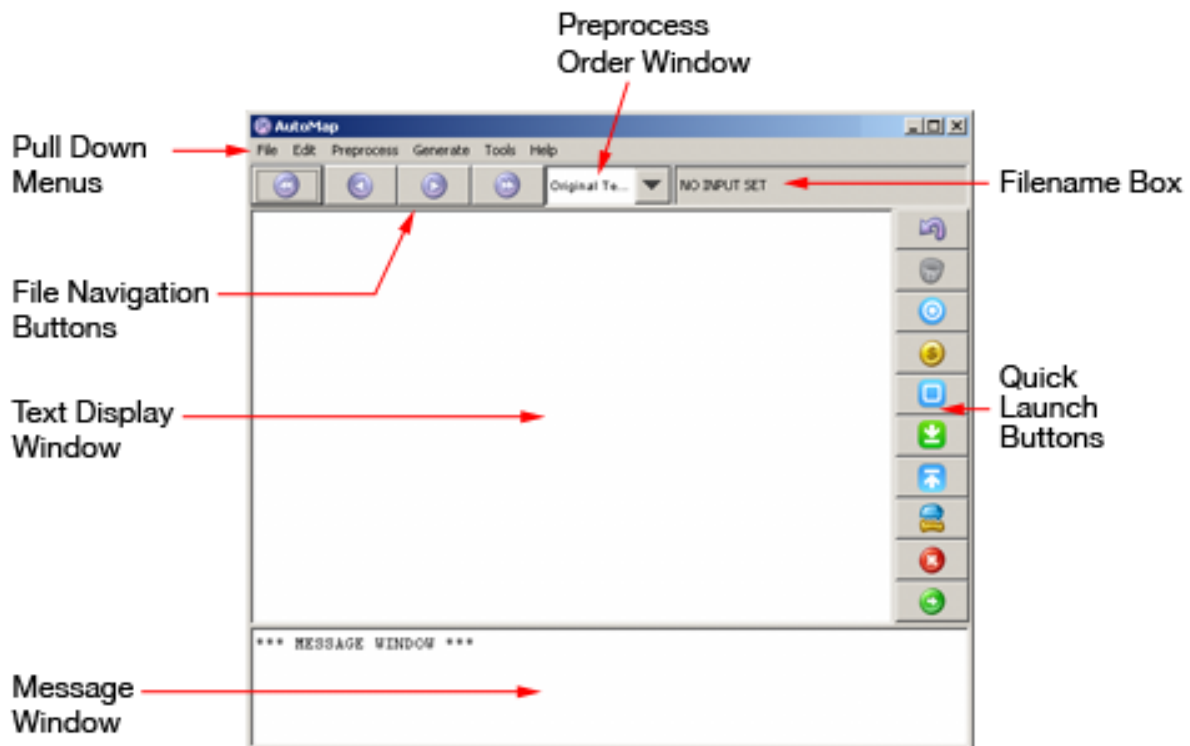 Preprocess
Order Window
AutoMap
Pull Down
Menus
File Edit Preprocess Generate Tools Help
Original Te...
NO INPUT SET
Filename Box
File Navigation
Buttons
Text Display
Window
Quick
Launch
Buttons
*** MESSAGE WINDOW ***
Message
Window